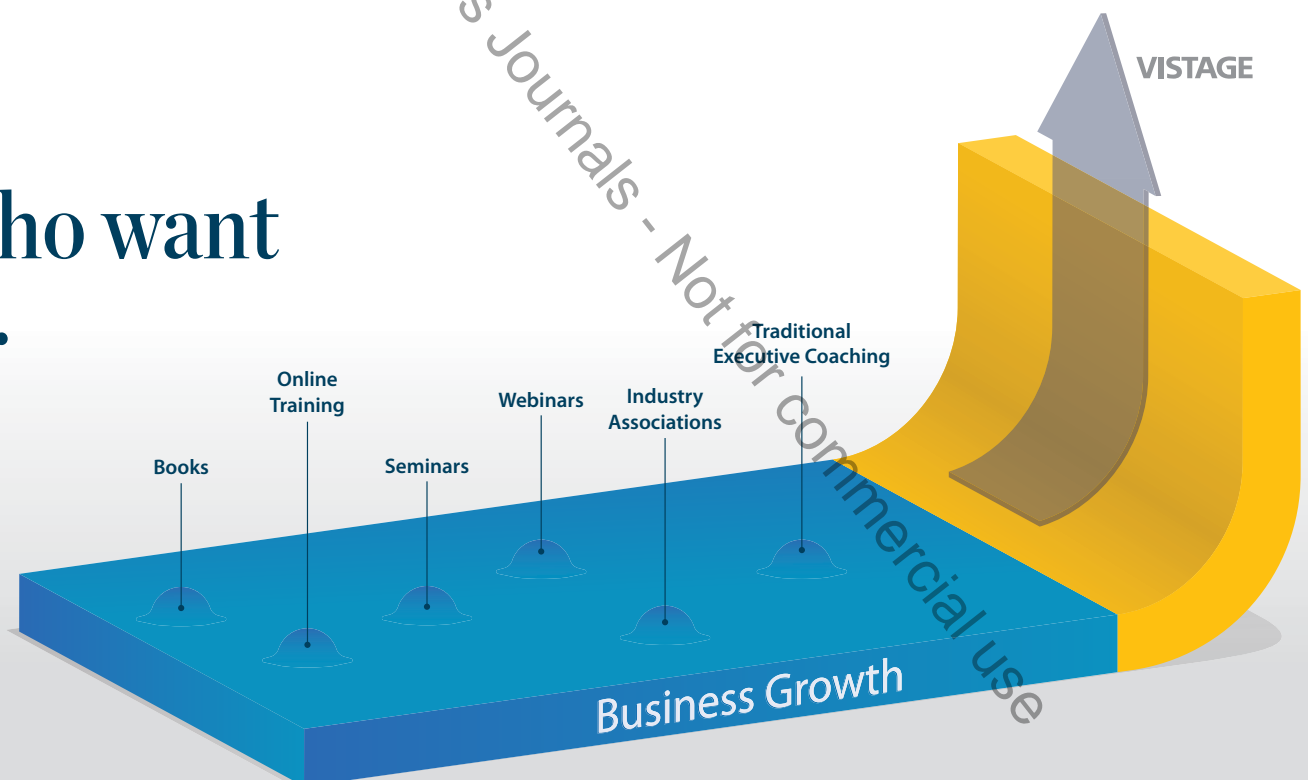 s Journals - Not for commercial use
VISTAGE
ho want
.
Traditional
Executive Coaching
Online
Training
Webinars
Industry
Associations
Books
Seminars
Business Growth